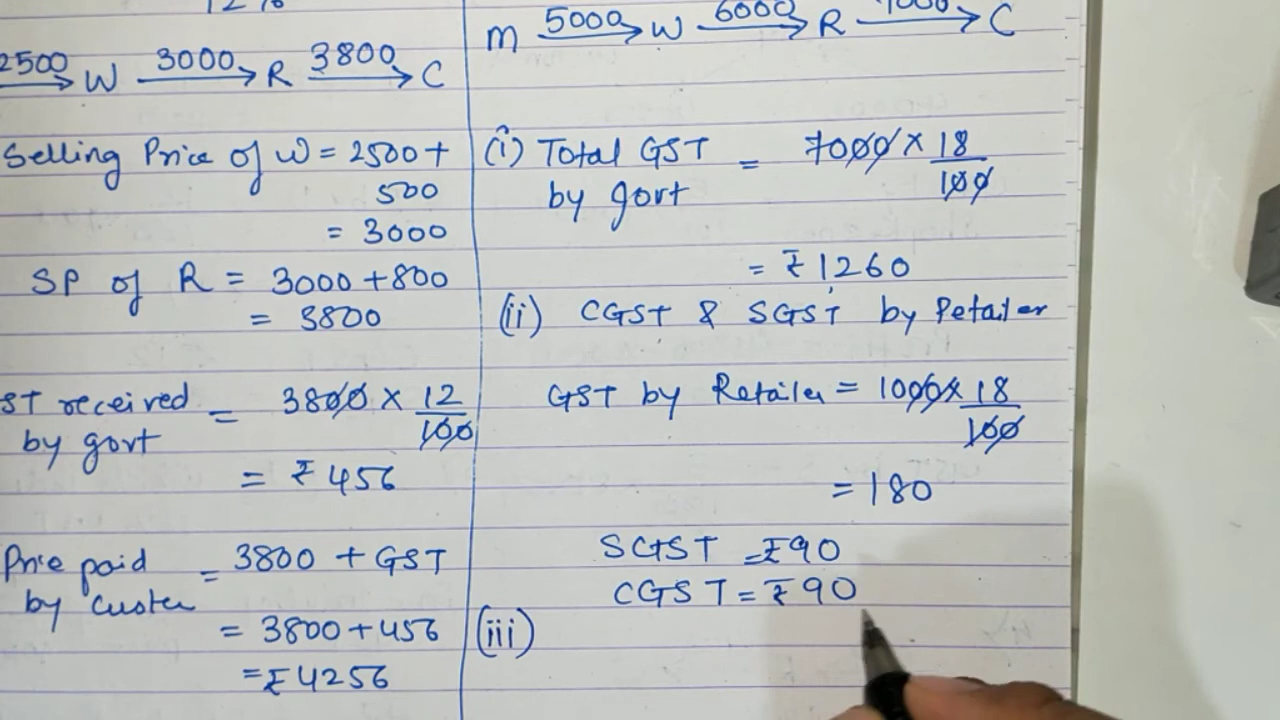 12%
2500 W 3000 R 3800 C
Selling Price of W = 2500 +
500
= 3000
SP of R = 3000 + 800
= 3800
ST received by govt = 3800 × 12/100
= ₹ 456
Price paid by custer = 3800 + GST
= 3800 + 456
= ₹ 4256
M 5000 W 6000 R C
(i) Total GST by govt = 7000 × 18/100
= ₹ 1260
(ii) CGST & SGST by Retailer
GST by Retailer = 1000 × 18/100
= 180
SGST = ₹ 90
CGST = ₹ 90
(iii)